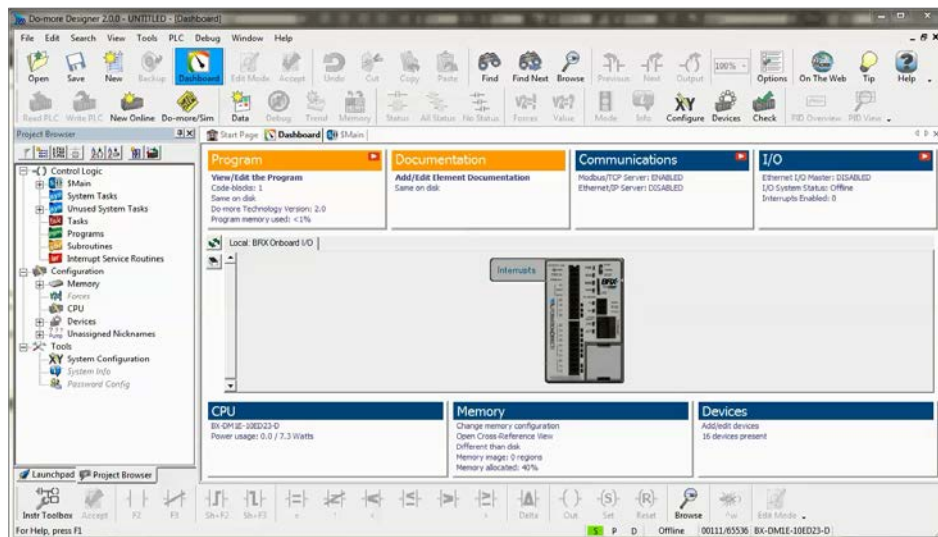 Do-more Designer 2.0.0 - UNTITLED - [Dashboard]
File Edit Search View Tools PLC Debug Window Help
Open Save New Backup Dashboard Edit Mode Accept Undo Cut Copy Paste Find Find Next Browse Previous Next Output 100% Options On The Web Tip Help
Read PLC Write PLC New Online Do-more/Sim Data Debug Trend Memory Status All Status No Status Forces Value Mode Info Configure Devices Check PID Overview PID View
Project Browser
Start Page Dashboard $Main
Control Logic
$Main
System Tasks
Unused System Tasks
Tasks
Programs
Subroutines
Interrupt Service Routines
Configuration
Memory
Forces
CPU
Devices
Unassigned Nicknames
Tools
System Configuration
System Info
Password Config
Launchpad Project Browser
Program
View/Edit the Program
Code-blocks: 1
Same on disk
Do-more Technology Version: 2.0
Program memory used: <1%
Documentation
Add/Edit Element Documentation
Same on disk
Communications
Modbus/TCP Server: ENABLED
Ethernet/IP Server: DISABLED
I/O
Ethernet I/O Master: DISABLED
I/O System Status: Offline
Interrupts Enabled: 0
Local: BRX Onboard I/O
Interrupts
BRX
CPU
BX-DM1E-10ED23-D
Power usage: 0.0 / 7.3 Watts
Memory
Change memory configuration
Open Cross-Reference View
Different than disk
Memory image: 0 regions
Memory allocated: 40%
Devices
Add/edit devices
16 devices present
Instr Toolbox Accept F2 F3 Sh+F2 Sh+F3 Delta Out Set Reset Browse ^w Edit Mode
For Help, press F1
S P D Offline 00111/65536 BX-DM1E-10ED23-D